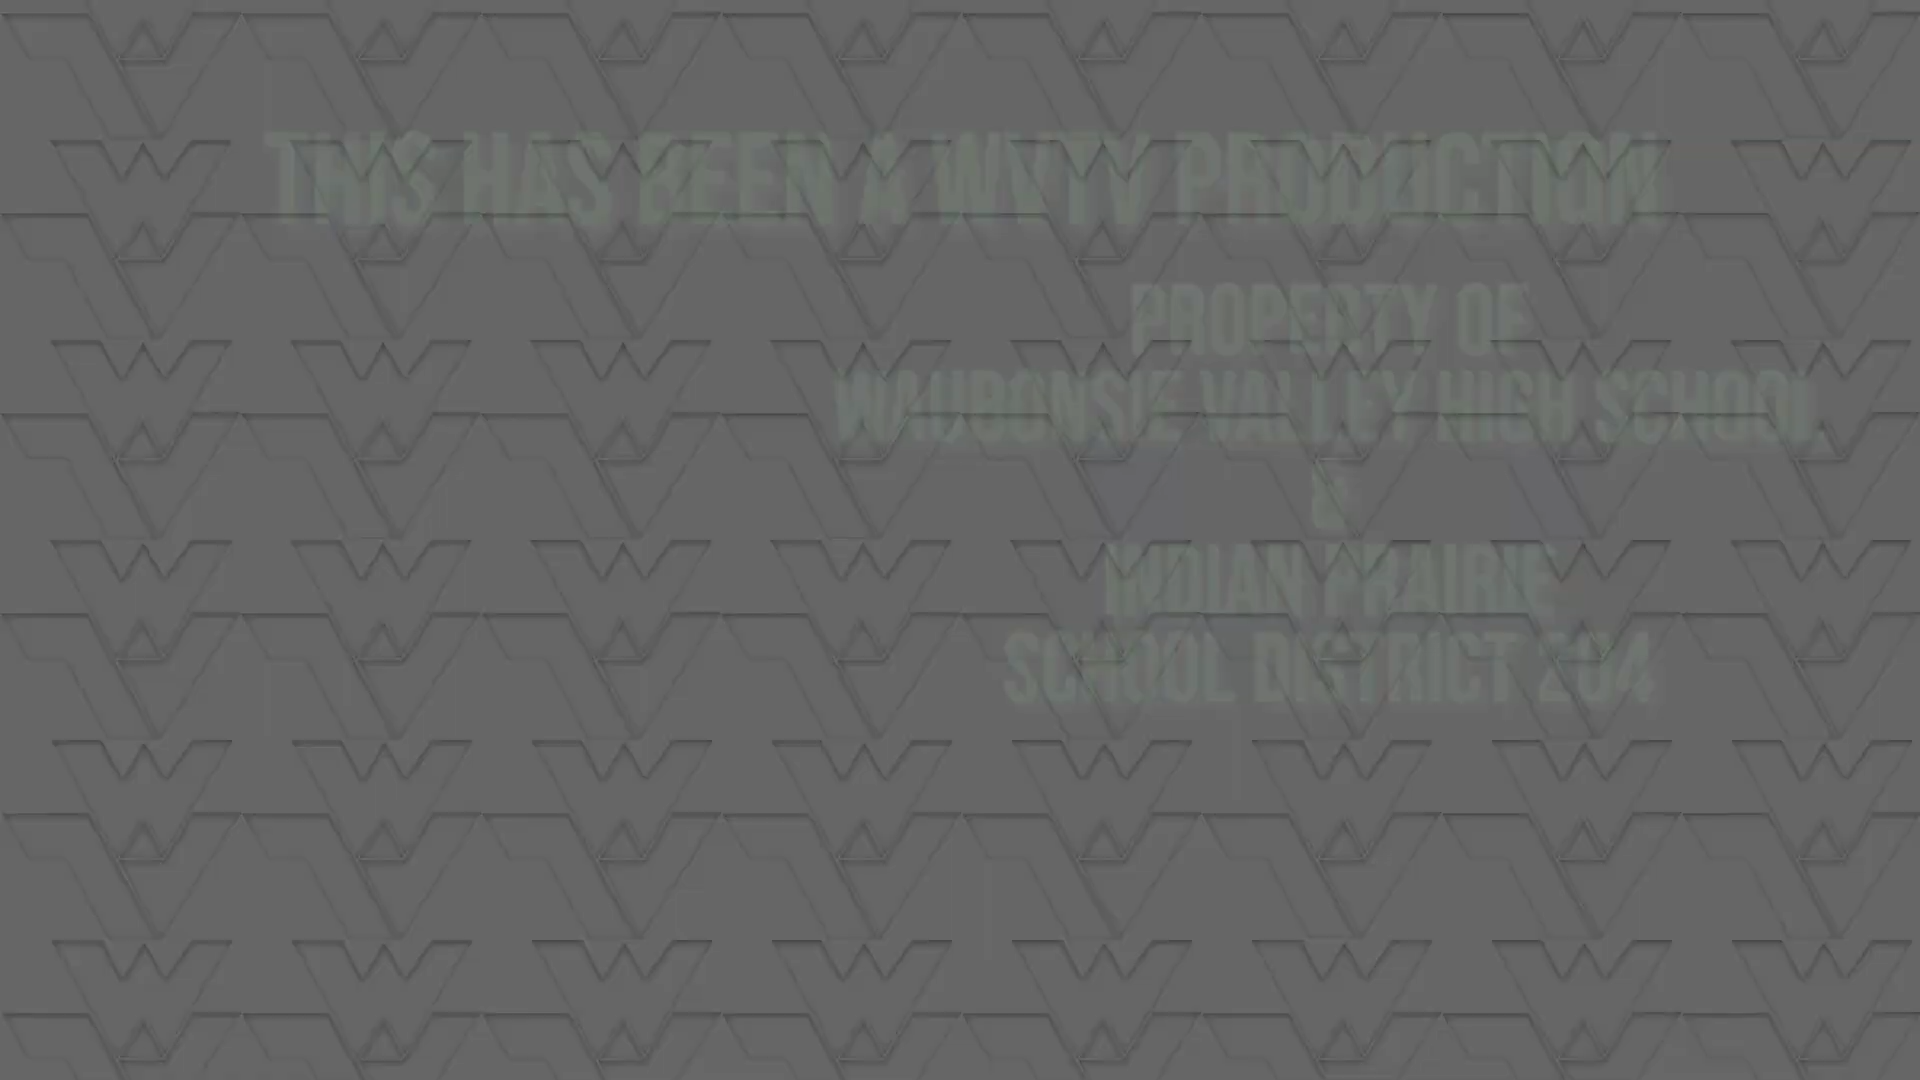 THIS HAS BEEN A WVTV PRODUCTION
PROPERTY OF
WAUBONSIE VALLEY HIGH SCHOOL
&
INDIAN PRAIRIE
SCHOOL DISTRICT 204